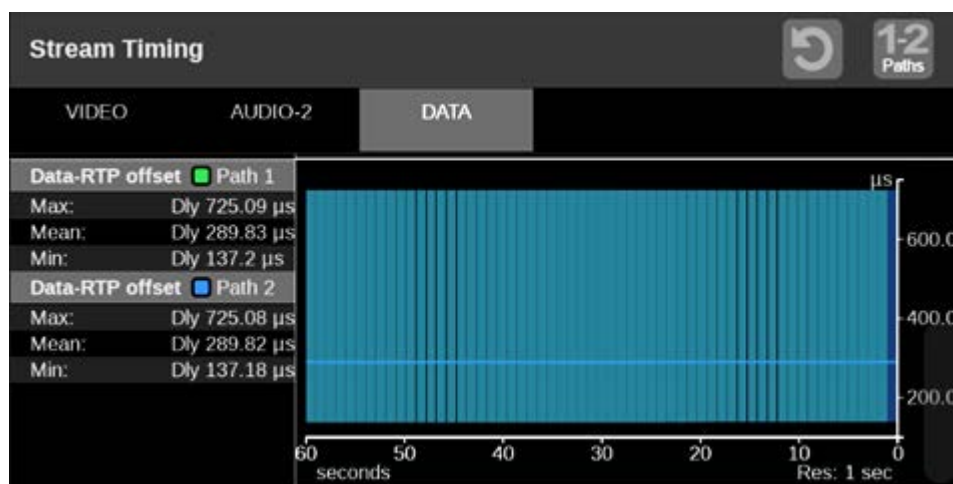 Stream Timing
1-2
Paths
VIDEO AUDIO-2 DATA
Data-RTP offset Path 1
Max: Dly 725.09 µs
Mean: Dly 289.83 µs
Min: Dly 137.2 µs
Data-RTP offset Path 2
Max: Dly 725.08 µs
Mean: Dly 289.82 µs
Min: Dly 137.18 µs
µs
600.0
400.0
200.0
60 50 40 30 20 10 0
seconds Res: 1 sec